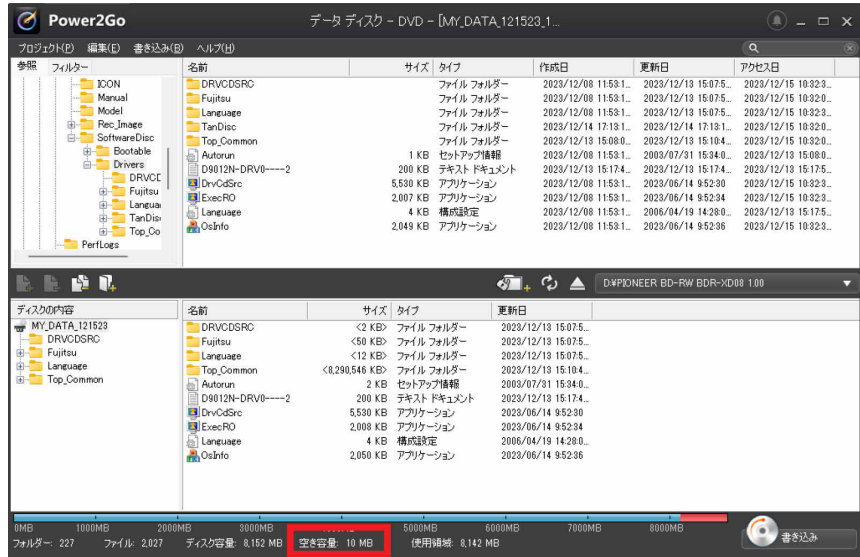 Power2Go データ ディスク - DVD - [MY_DATA_121523_1...
プロジェクト(P) 編集(E) 書き込み(B) ヘルプ(H)
参照 フィルター 名前 サイズ タイプ 作成日 更新日 アクセス日
ICON
Manual
Model
Rec_Image
SoftwareDisc
Bootable
Drivers
DRVCD
Fujitsu
Languag
TanDis
Top_Co
PerfLogs
DRVCDSRC ファイル フォルダー 2023/12/08 11:53:1... 2023/12/13 15:07:5... 2023/12/15 10:32:3...
Fujitsu ファイル フォルダー 2023/12/08 11:53:1... 2023/12/13 15:07:5... 2023/12/15 10:32:0...
Language ファイル フォルダー 2023/12/08 11:53:1... 2023/12/13 15:07:5... 2023/12/15 10:32:3...
TanDisc ファイル フォルダー 2023/12/14 17:13:1... 2023/12/14 17:13:1... 2023/12/15 10:32:0...
Top_Common ファイル フォルダー 2023/12/13 15:08:0... 2023/12/13 15:10:4... 2023/12/15 10:32:0...
Autorun 1 KB セットアップ情報 2023/12/08 11:53:1... 2003/07/31 15:34:0... 2023/12/13 15:08:0...
D9012N-DRV0----2 200 KB テキスト ドキュメント 2023/12/13 15:17:4... 2023/12/13 15:17:4... 2023/12/13 15:17:5...
DrvCdSrc 5,530 KB アプリケーション 2023/12/08 11:53:1... 2023/06/14 9:52:30 2023/12/15 10:32:3...
ExecRO 2,007 KB アプリケーション 2023/12/08 11:53:1... 2023/06/14 9:52:34 2023/12/15 10:32:3...
Language 4 KB 構成設定 2023/12/08 11:53:1... 2006/04/19 14:28:0... 2023/12/13 15:17:5...
OsInfo 2,049 KB アプリケーション 2023/12/08 11:53:1... 2023/06/14 9:52:36 2023/12/15 10:32:3...
D:¥PIONEER BD-RW BDR-XD08 1.00
ディスクの内容 名前 サイズ タイプ 更新日
MY_DATA_121523
DRVCDSRC
Fujitsu
Language
Top_Common
DRVCDSRC <2 KB> ファイル フォルダー 2023/12/13 15:07:5...
Fujitsu <50 KB> ファイル フォルダー 2023/12/13 15:07:5...
Language <12 KB> ファイル フォルダー 2023/12/13 15:07:5...
Top_Common <8,290,546 KB> ファイル フォルダー 2023/12/13 15:10:4...
Autorun 2 KB セットアップ情報 2003/07/31 15:34:0...
D9012N-DRV0----2 200 KB テキスト ドキュメント 2023/12/13 15:17:4...
DrvCdSrc 5,530 KB アプリケーション 2023/06/14 9:52:30
ExecRO 2,008 KB アプリケーション 2023/06/14 9:52:34
Language 4 KB 構成設定 2006/04/19 14:28:0...
OsInfo 2,050 KB アプリケーション 2023/06/14 9:52:36
0MB 1000MB 2000MB 3000MB 5000MB 6000MB 7000MB 8000MB
フォルダー: 227 ファイル: 2,027 ディスク容量: 8,152 MB 空き容量: 10 MB 使用領域: 8,142 MB
書き込み